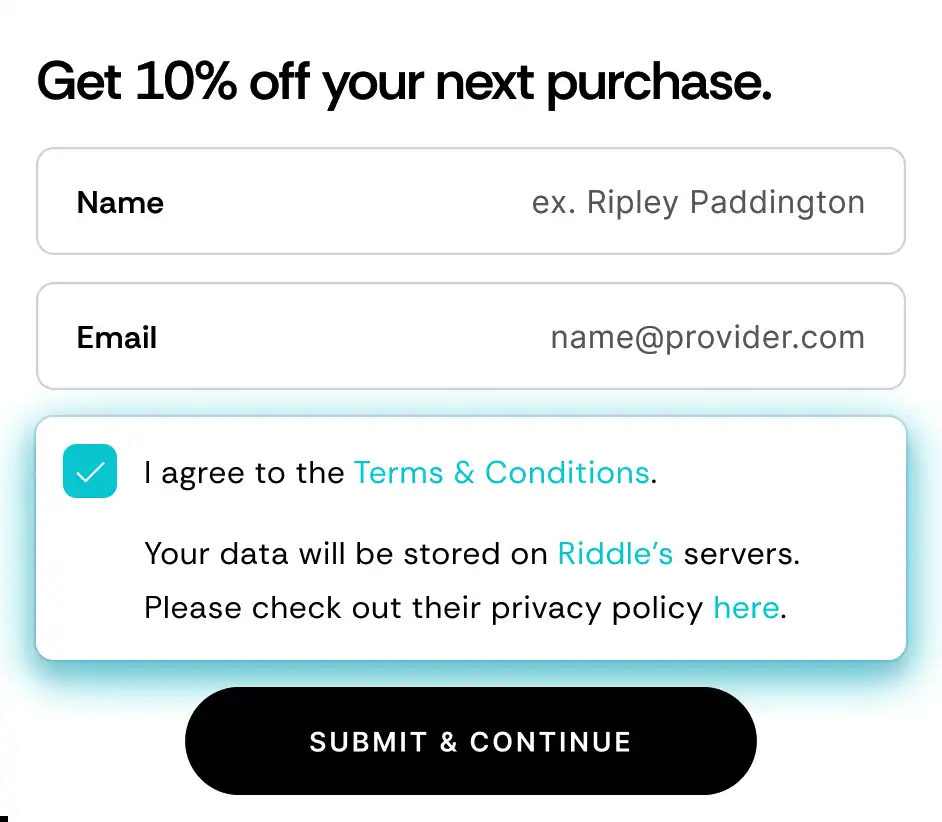 Get 10% off your next purchase.
Name
ex. Ripley Paddington
Email
name@provider.com
I agree to the Terms & Conditions.
Your data will be stored on Riddle’s servers.
Please check out their privacy policy here.
SUBMIT & CONTINUE